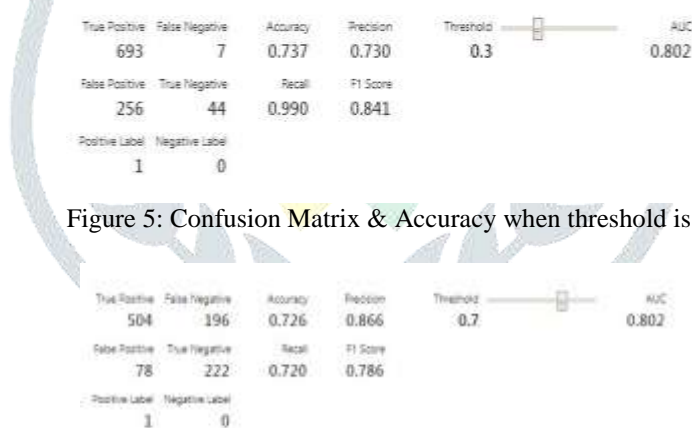 True Positive False Negative Accuracy Precision Threshold AUC
693 7 0.737 0.730 0.3 0.802
False Positive True Negative Recall F1 Score
256 44 0.990 0.841
Positive Label Negative Label
1 0
Figure 5: Confusion Matrix & Accuracy when threshold is
True Positive False Negative Accuracy Precision Threshold AUC
504 196 0.726 0.866 0.7 0.802
False Positive True Negative Recall F1 Score
78 222 0.720 0.786
Positive Label Negative Label
1 0